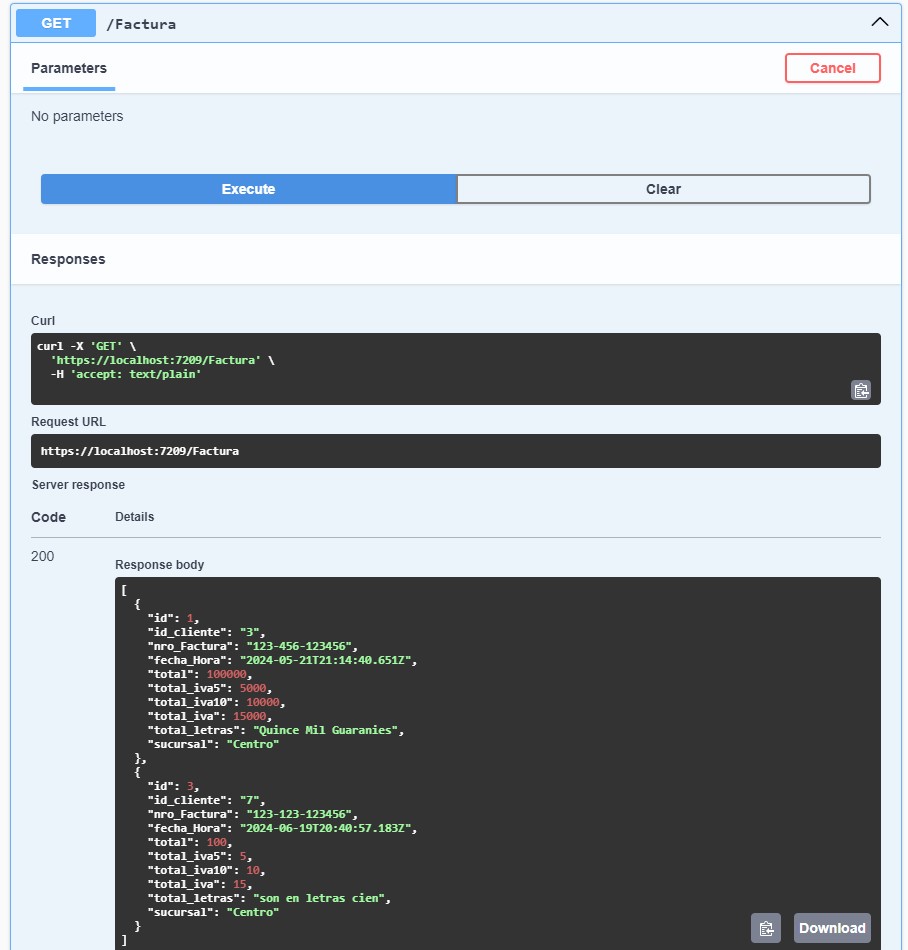 GET /Factura
Parameters Cancel
No parameters
Execute Clear
Responses
Curl
curl -X 'GET' \
  'https://localhost:7209/Factura' \
  -H 'accept: text/plain'
Request URL
https://localhost:7209/Factura
Server response
Code Details
200
Response body
[
  {
    "id": 1,
    "id_cliente": "3",
    "nro_Factura": "123-456-123456",
    "fecha_Hora": "2024-05-21T21:14:40.651Z",
    "total": 100000,
    "total_iva5": 5000,
    "total_iva10": 10000,
    "total_iva": 15000,
    "total_letras": "Quince Mil Guaranies",
    "sucursal": "Centro"
  },
  {
    "id": 3,
    "id_cliente": "7",
    "nro_Factura": "123-123-123456",
    "fecha_Hora": "2024-06-19T20:40:57.183Z",
    "total": 100,
    "total_iva5": 5,
    "total_iva10": 10,
    "total_iva": 15,
    "total_letras": "son en letras cien",
    "sucursal": "Centro"
  }
]
Download